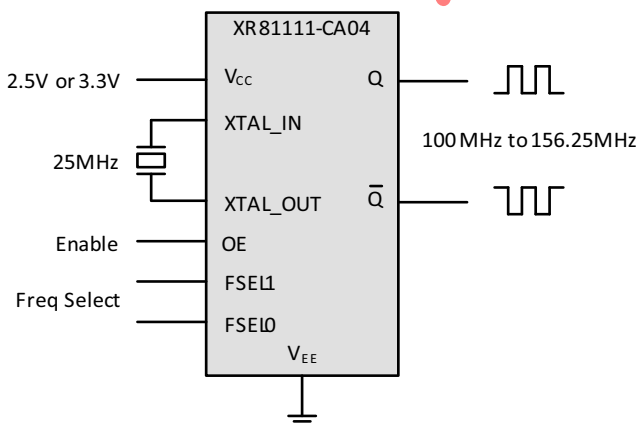 XR81111-CA04
2.5V or 3.3V
VCC
Q
XTAL_IN
100 MHz to 156.25MHz
25MHz
XTAL_OUT
Q̅
Enable
OE
FSEL1
Freq Select
FSEL0
VEE